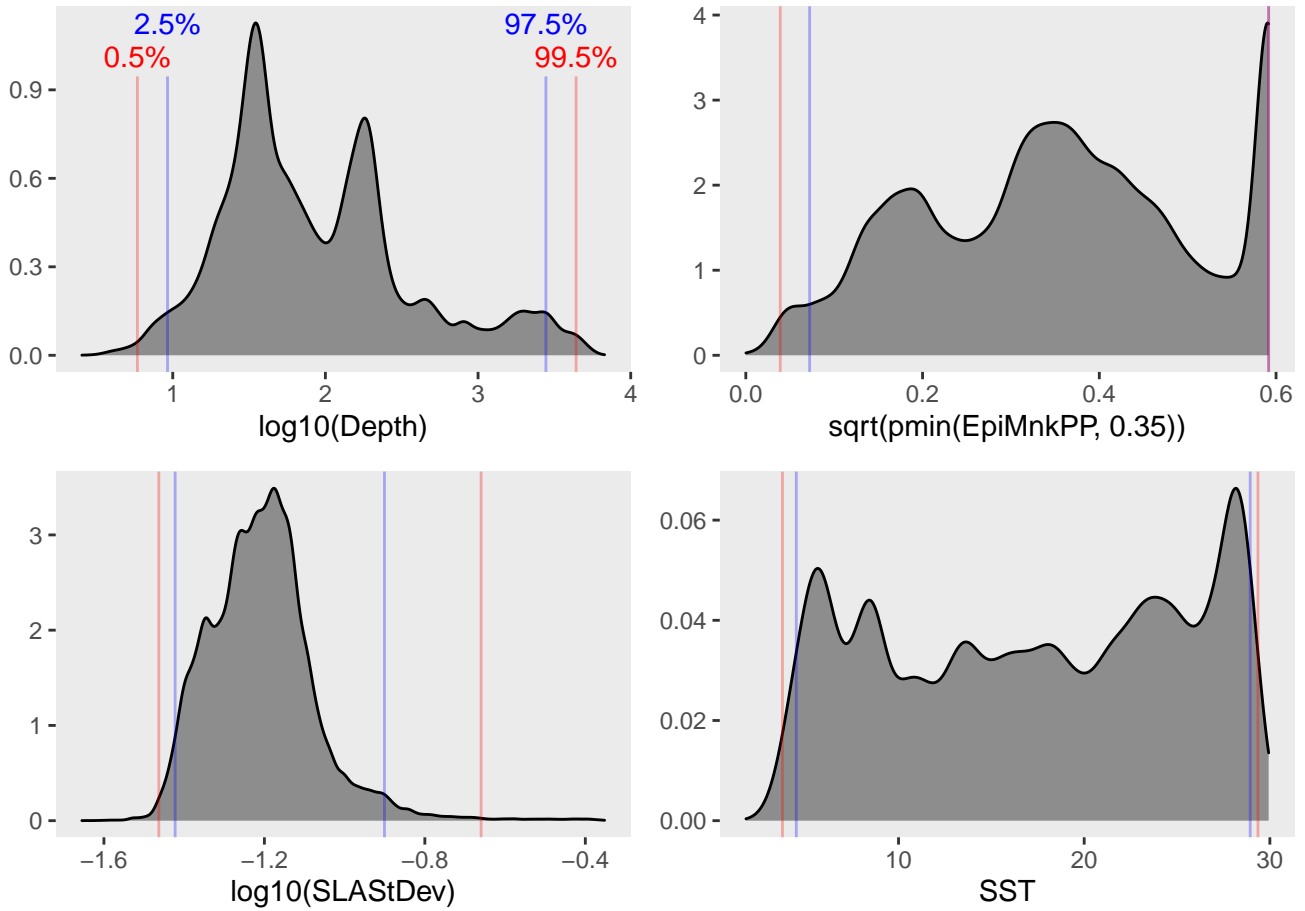 2.5% 97.5%
0.5% 99.5%
0.9
0.6
0.3
0.0
1 2 3 4
log10(Depth)
4
3
2
1
0
0.0 0.2 0.4 0.6
sqrt(pmin(EpiMnkPP, 0.35))
3
2
1
0
−1.6 −1.2 −0.8 −0.4
log10(SLAStDev)
0.06
0.04
0.02
0.00
10 20 30
SST